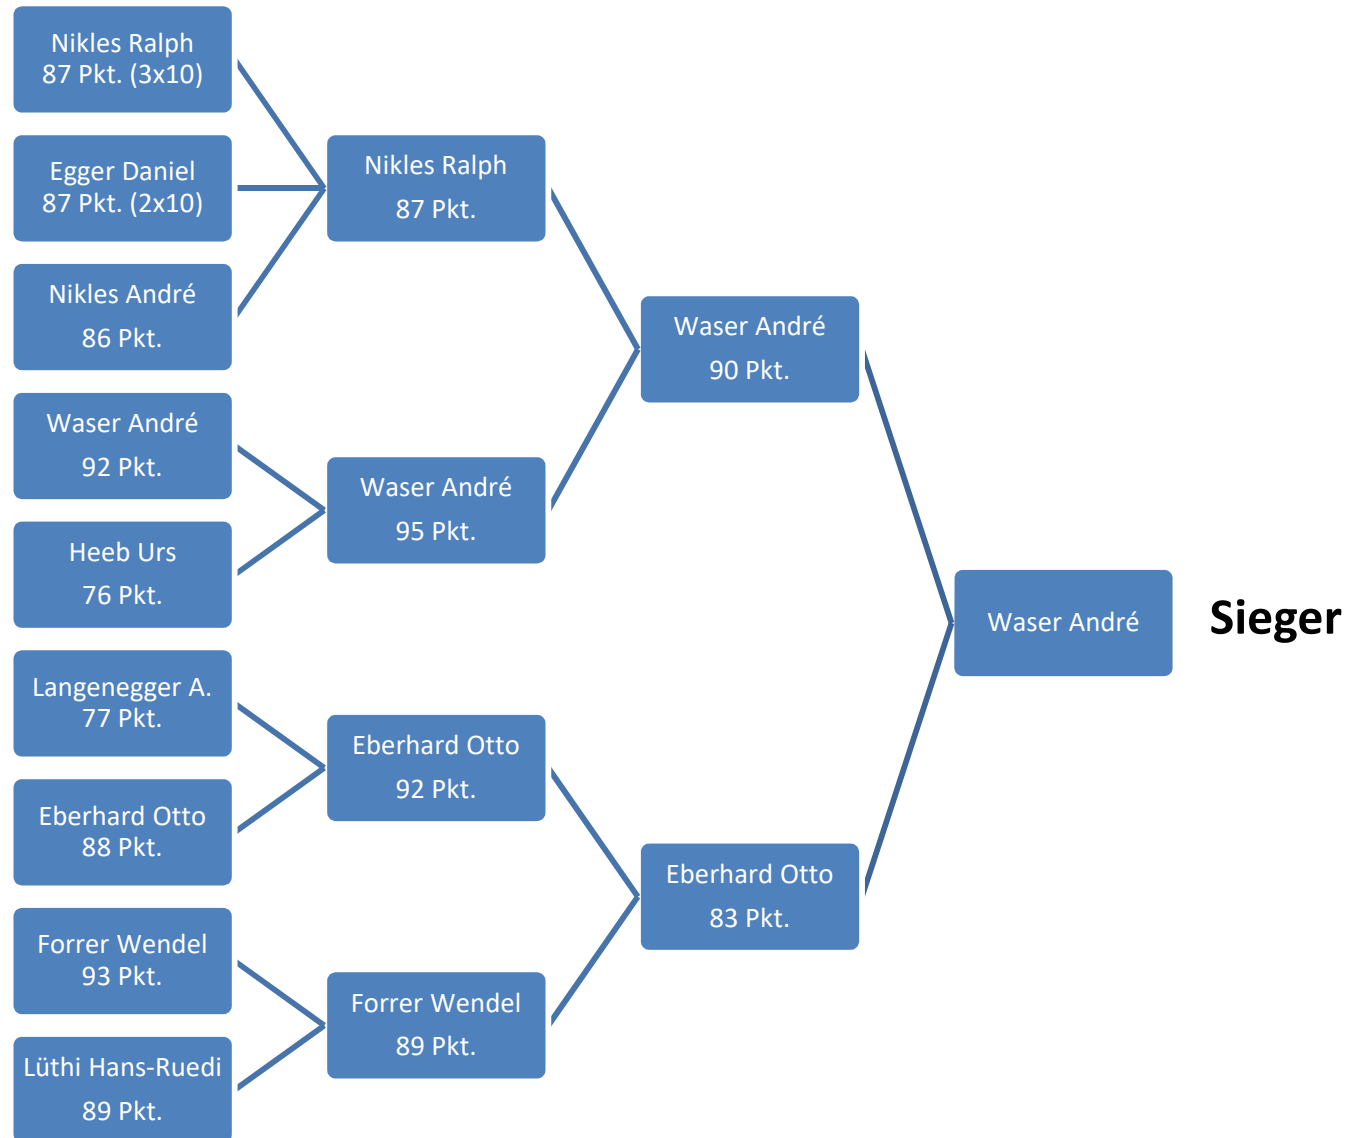 Nikles Ralph
87 Pkt. (3x10)
Egger Daniel
87 Pkt. (2x10)
Nikles André
86 Pkt.
Waser André
92 Pkt.
Heeb Urs
76 Pkt.
Langenegger A.
77 Pkt.
Eberhard Otto
88 Pkt.
Forrer Wendel
93 Pkt.
Lüthi Hans-Ruedi
89 Pkt.
Nikles Ralph
87 Pkt.
Waser André
95 Pkt.
Eberhard Otto
92 Pkt.
Forrer Wendel
89 Pkt.
Waser André
90 Pkt.
Eberhard Otto
83 Pkt.
Waser André
Sieger